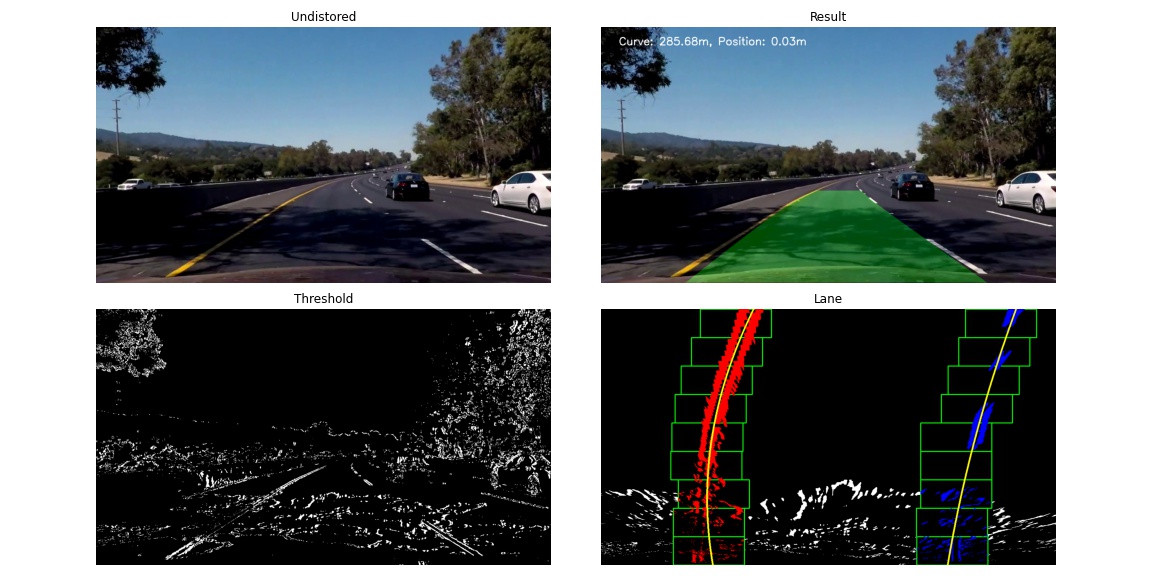 Undistored
Result
Curve: 285.68m, Position: 0.03m
Threshold
Lane